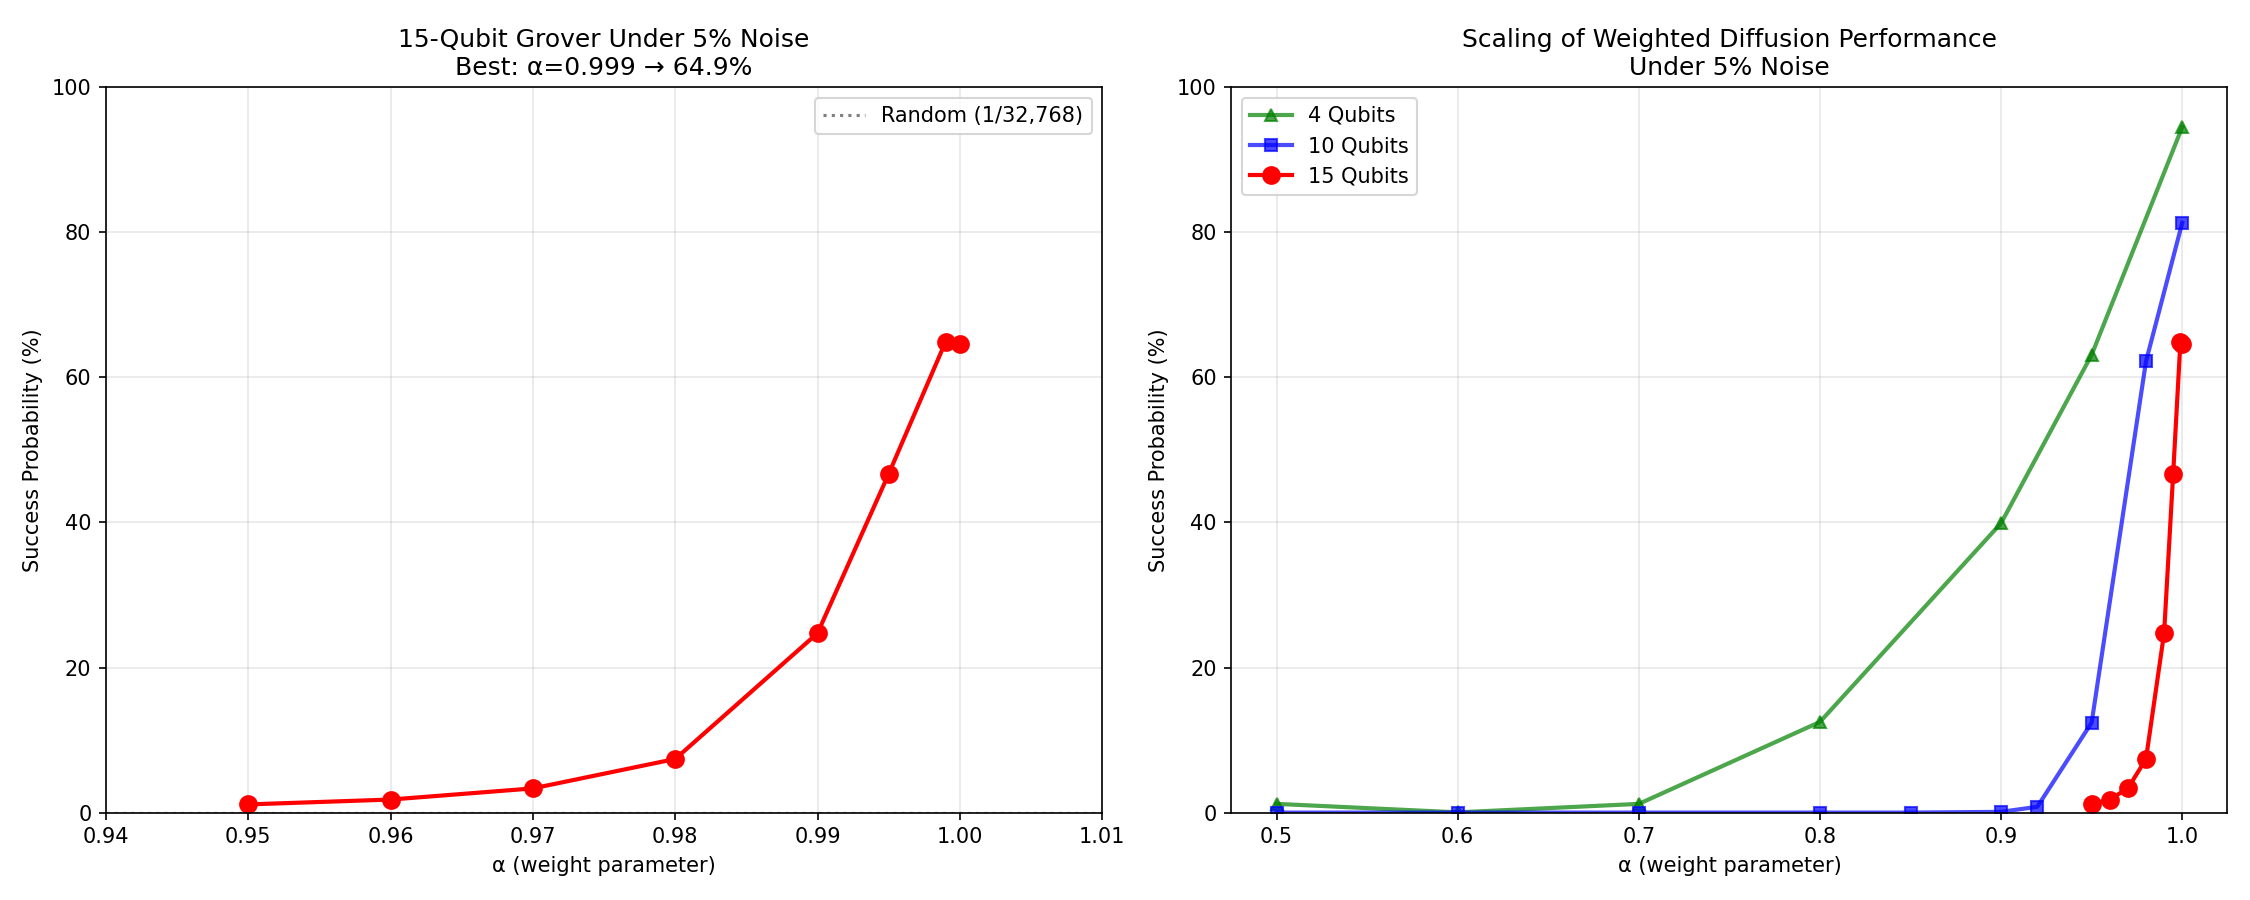 15-Qubit Grover Under 5% Noise
Best: α=0.999 → 64.9%
Random (1/32,768)
Success Probability (%)
100
80
60
40
20
0
0.94
0.95
0.96
0.97
0.98
0.99
1.00
1.01
α (weight parameter)
Scaling of Weighted Diffusion Performance
Under 5% Noise
4 Qubits
10 Qubits
15 Qubits
Success Probability (%)
100
80
60
40
20
0
0.5
0.6
0.7
0.8
0.9
1.0
α (weight parameter)